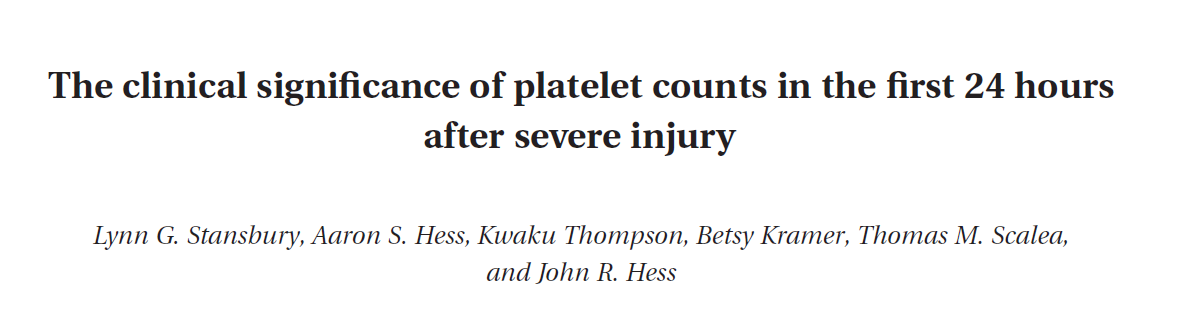 The clinical significance of platelet counts in the first 24 hours
after severe injury
Lynn G. Stansbury, Aaron S. Hess, Kwaku Thompson, Betsy Kramer, Thomas M. Scalea,
and John R. Hess